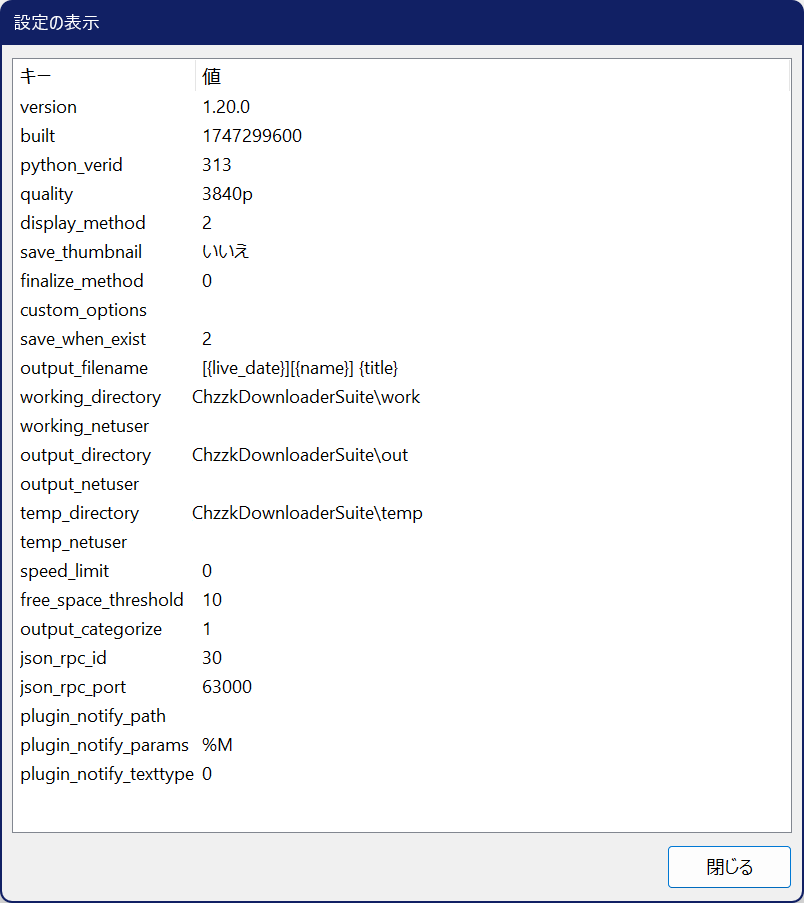 設定の表示
キー 値
version 1.20.0
built 1747299600
python_verid 313
quality 3840p
display_method 2
save_thumbnail いいえ
finalize_method 0
custom_options
save_when_exist 2
output_filename [{live_date}][{name}] {title}
working_directory ChzzkDownloaderSuite\work
working_netuser
output_directory ChzzkDownloaderSuite\out
output_netuser
temp_directory ChzzkDownloaderSuite\temp
temp_netuser
speed_limit 0
free_space_threshold 10
output_categorize 1
json_rpc_id 30
json_rpc_port 63000
plugin_notify_path
plugin_notify_params %M
plugin_notify_texttype 0
閉じる